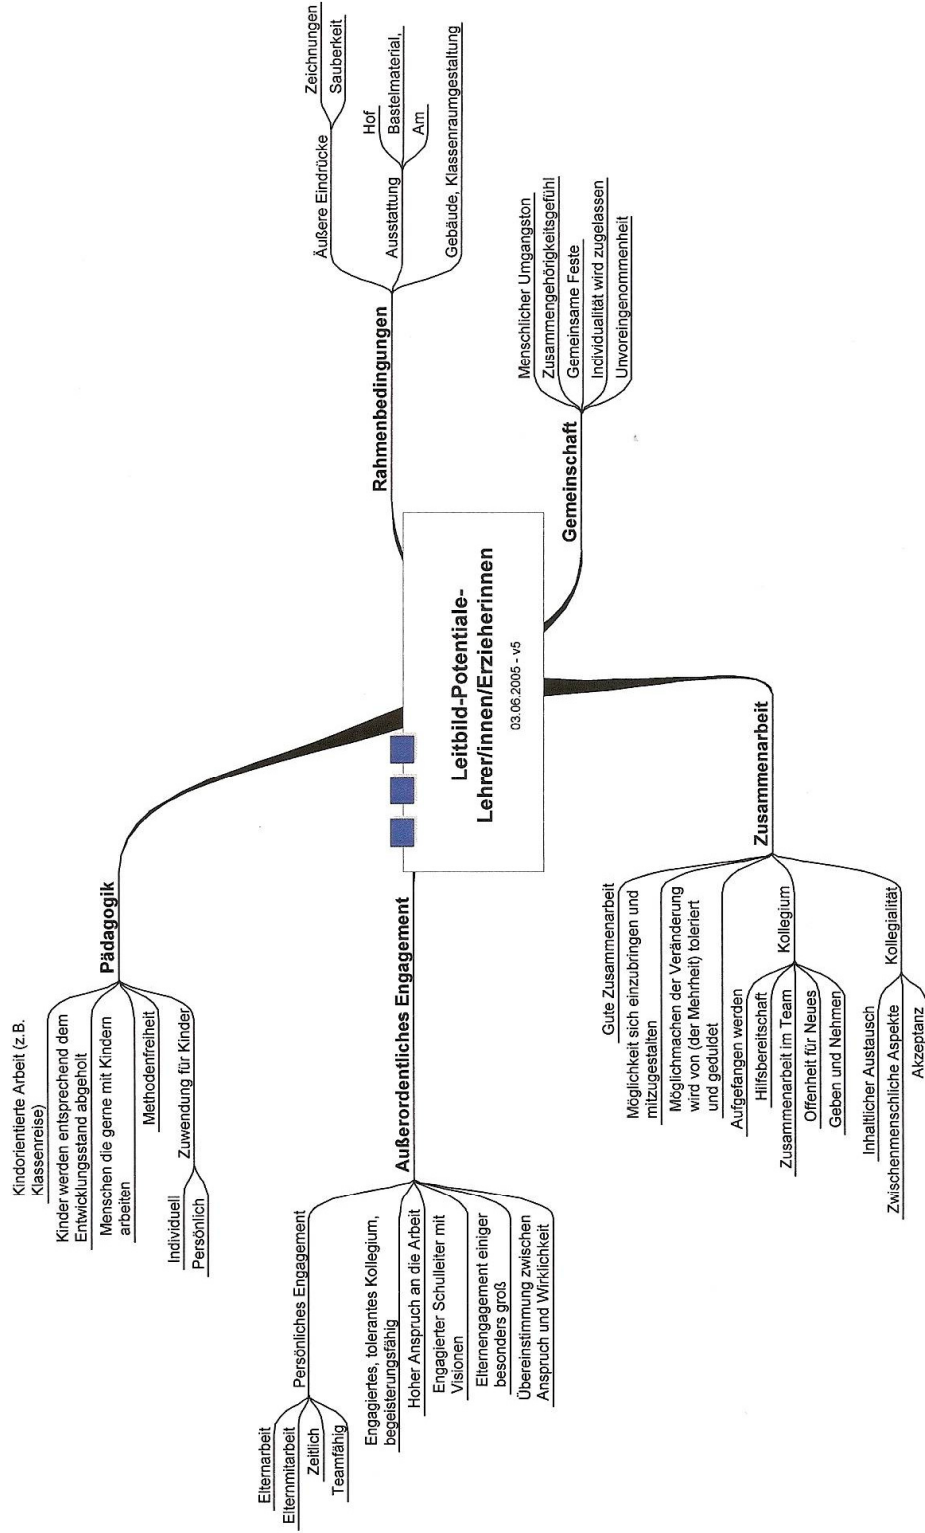 Leitbild-Potentiale-
Lehrer/innen/Erzieherinnen
03.06.2005 - v5
Rahmenbedingungen
Äußere Eindrücke
Zeichnungen
Sauberkeit
Ausstattung
Hof
Bastelmaterial,
Am
Gebäude, Klassenraumgestaltung
Gemeinschaft
Menschlicher Umgangston
Zusammengehörigkeitsgefühl
Gemeinsame Feste
Individualität wird zugelassen
Unvoreingenommenheit
Zusammenarbeit
Gute Zusammenarbeit
Möglichkeit sich einzubringen und
mitzugestalten
Möglichmachen der Veränderung
wird von (der Mehrheit) toleriert
und geduldet
Kollegium
Aufgefangen werden
Hilfsbereitschaft
Zusammenarbeit im Team
Offenheit für Neues
Geben und Nehmen
Kollegialität
Inhaltlicher Austausch
Zwischenmenschliche Aspekte
Akzeptanz
Außerordentliches Engagement
Persönliches Engagement
Elternarbeit
Elternmitarbeit
Zeitlich
Teamfähig
Engagiertes, tolerantes Kollegium,
begeisterungsfähig
Hoher Anspruch an die Arbeit
Engagierter Schulleiter mit
Visionen
Elternengagement einiger
besonders groß
Übereinstimmung zwischen
Anspruch und Wirklichkeit
Pädagogik
Kindorientierte Arbeit (z.B.
Klassenreise)
Kinder werden entsprechend dem
Entwicklungsstand abgeholt
Menschen die gerne mit Kindern
arbeiten
Methodenfreiheit
Zuwendung für Kinder
Individuell
Persönlich